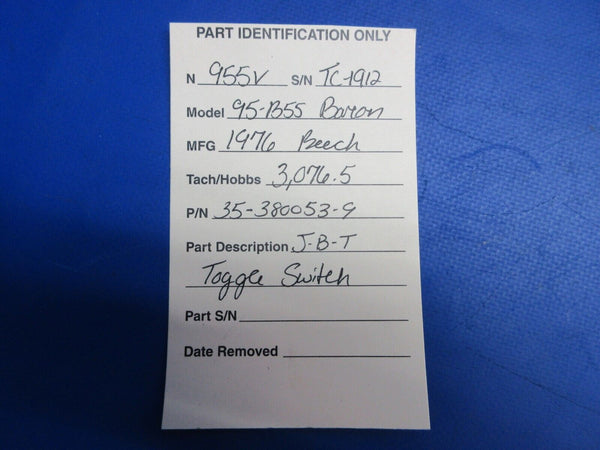 PART IDENTIFICATION ONLY
N 955V S/N TC-1912
Model 95-B55 Baron
MFG 1976 Beech
Tach/Hobbs 3,076.5
P/N 35-380053-9
Part Description J-B-T
Toggle Switch
Part S/N
Date Removed